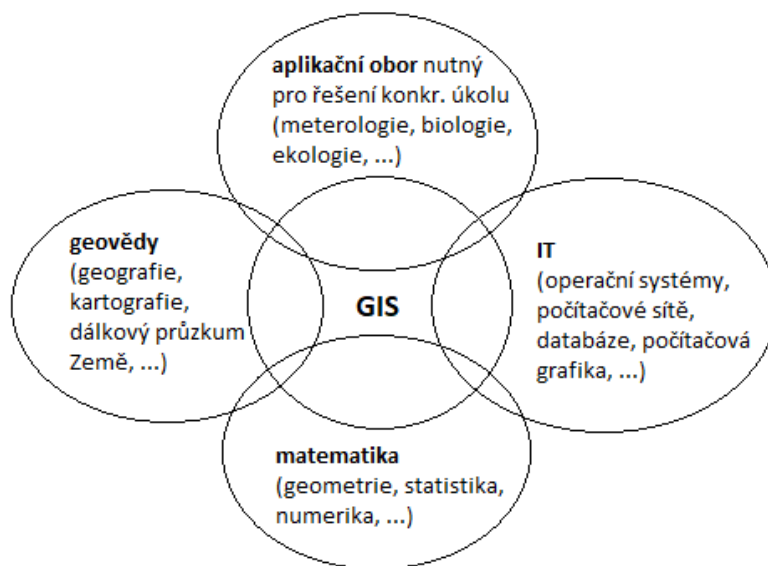 aplikační obor nutný
pro řešení konkr. úkolu
(meterologie, biologie,
ekologie, ...)
geovědy
(geografie,
kartografie,
dálkový průzkum
Země, ...)
GIS
IT
(operační systémy,
počítačové sítě,
databáze, počítačová
grafika, ...)
matematika
(geometrie, statistika,
numerika, ...)